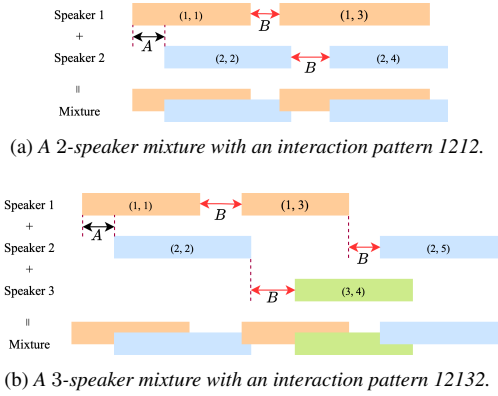 Speaker 1 (1, 1) B (1, 3)
+ A
Speaker 2 (2, 2) B (2, 4)
=
Mixture
(a) A 2-speaker mixture with an interaction pattern 1212.
Speaker 1 (1, 1) B (1, 3)
+ A
Speaker 2 (2, 2) B (2, 5)
+
Speaker 3 B (3, 4)
=
Mixture
(b) A 3-speaker mixture with an interaction pattern 12132.